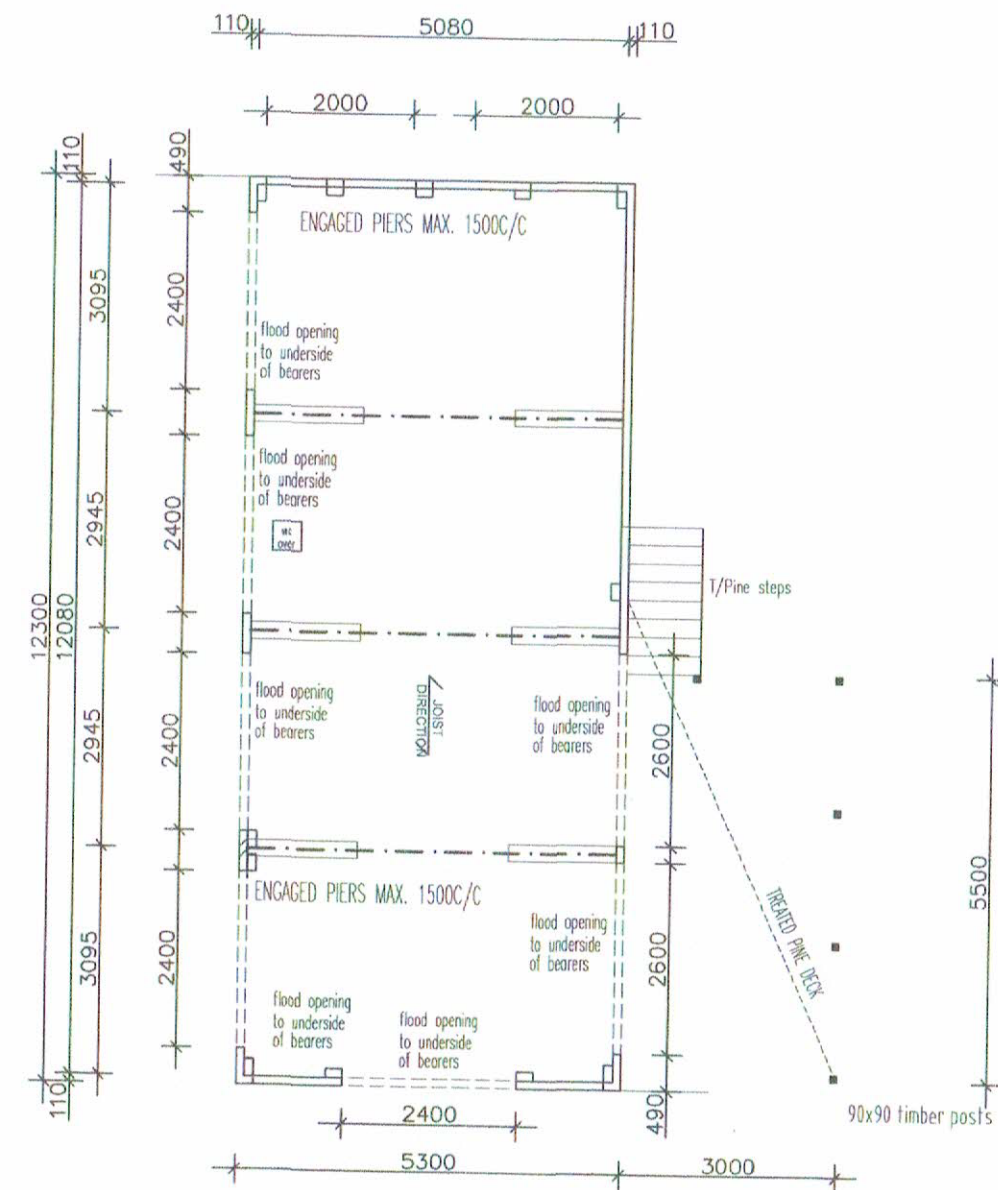 110 5080 110
2000 2000
490
110
ENGAGED PIERS MAX. 1500C/C
3095
2400
flood opening
to underside
of bearers
flood opening
to underside
of bearers
2945
2400
W/C
OVER
T/Pine steps
12300
12080
flood opening
to underside
of bearers
JOIST
DIRECTION
flood opening
to underside
of bearers
2945
2400
2600
5500
ENGAGED PIERS MAX. 1500C/C
TREATED PINE DECK
flood opening
to underside
of bearers
3095
2400
2600
flood opening
to underside
of bearers
flood opening
to underside
of bearers
110
2400
490
90x90 timber posts
5300 3000